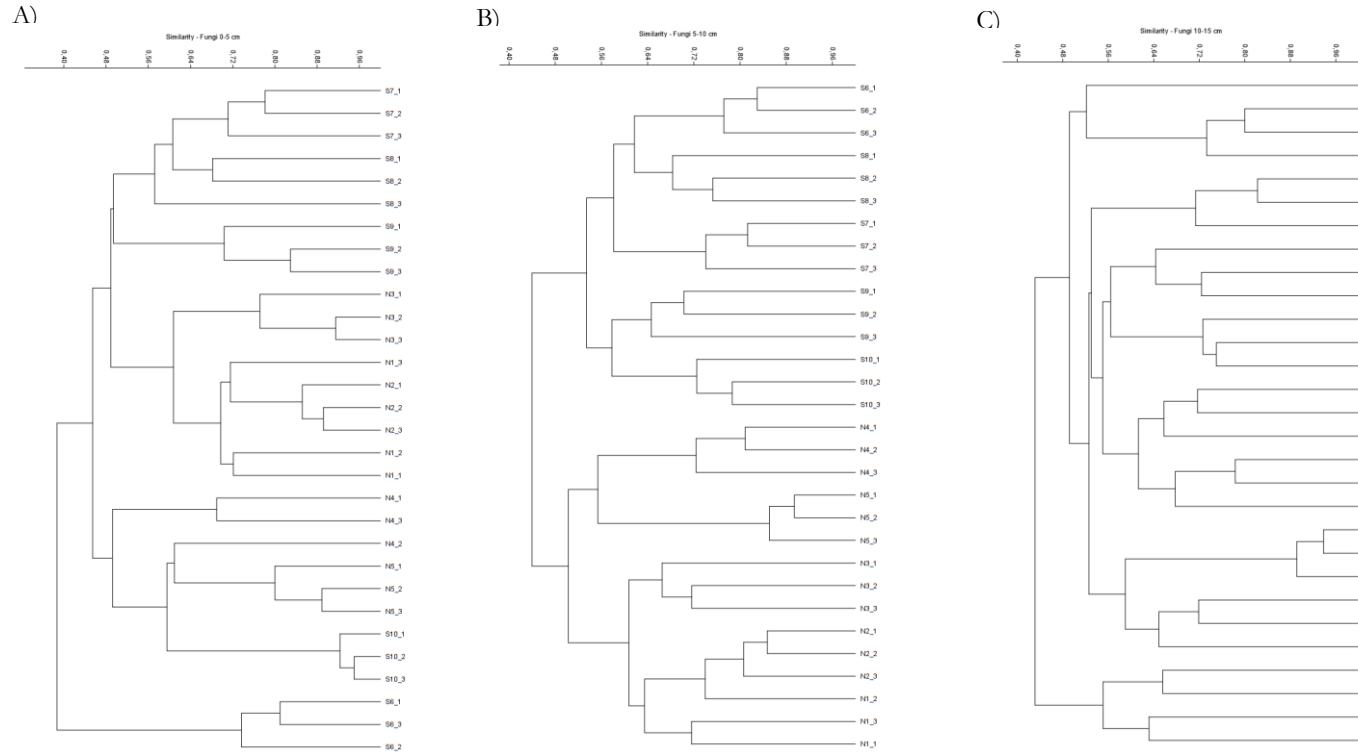 A)
Similarity - Fungi 0-5 cm
0,40 0,48 0,56 0,64 0,72 0,80 0,88 0,96
S7_1
S7_2
S7_3
S8_1
S8_2
S8_3
S9_1
S9_2
S9_3
N3_1
N3_2
N3_3
N1_3
N2_1
N2_2
N2_3
N1_2
N1_1
N4_1
N4_3
N4_2
N5_1
N5_2
N5_3
S10_1
S10_2
S10_3
S6_1
S6_3
S6_2
B)
Similarity - Fungi 5-10 cm
0,40 0,48 0,56 0,64 0,72 0,80 0,88 0,96
S6_1
S6_2
S6_3
S8_1
S8_2
S8_3
S7_1
S7_2
S7_3
S9_1
S9_2
S9_3
S10_1
S10_2
S10_3
N4_1
N4_2
N4_3
N5_1
N5_2
N5_3
N3_1
N3_2
N3_3
N2_1
N2_2
N2_3
N1_2
N1_3
N1_1
C)
Similarity - Fungi 10-15 cm
0,40 0,48 0,56 0,64 0,72 0,80 0,88 0,96